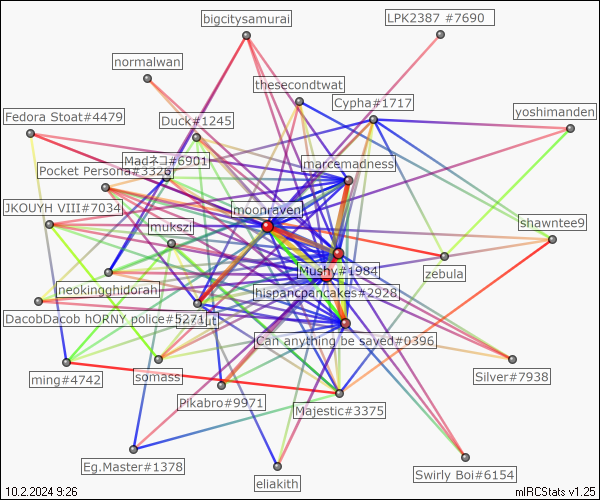 bigcitysamurai
LPK2387 #7690
normalwan
thesecondtwat
Cypha#1717
yoshimanden
Fedora Stoat#4479
Duck#1245
Madネコ#6901
marcemadness
Pocket Persona#3326
JKOUYH VIII#7034
moonraven
mukszi
shawntee9
Mushy#1984
zebula
neokingghidorah
hispancpancakes#2928
DacobDacob hORNY police#5271
Can anything be saved#0396
ming#4742
somass
Silver#7938
Pikabro#9971
Majestic#3375
Eg.Master#1378
eliakith
Swirly Boi#6154
10.2.2024 9:26
mIRCStats v1.25